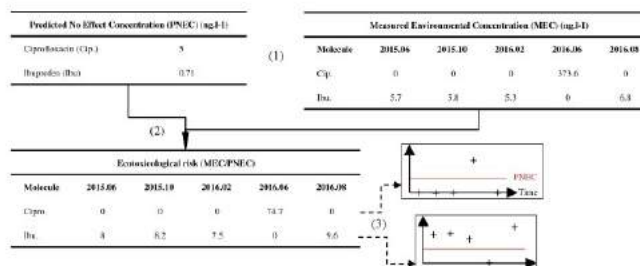 Predicted No Effect Concentration (PNEC) (ng.l-1)
Ciprofloxacin (Cip.) 5
Ibuprofen (Ibu) 0.71
(1)
Measured Environmental Concentration (MEC) (ng.l-1)
Molecule 2015.06 2015.10 2016.02 2016.06 2016.08
Cip. 0 0 0 373.6 0
Ibu. 5.7 5.8 5.3 0 6.8
(2)
Ecotoxicological risk (MEC/PNEC)
Molecule 2015.06 2015.10 2016.02 2016.06 2016.08
Cipro 0 0 0 74.7 0
Ibu. 8 8.2 7.5 0 9.6
(3)
PNEC
Time